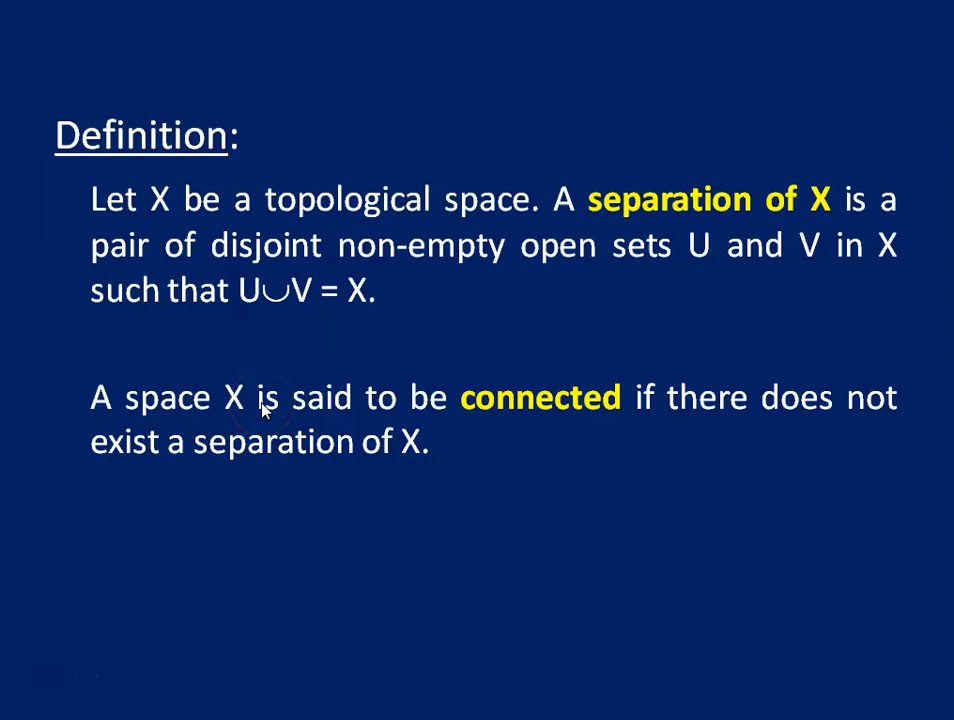 Definition:
Let X be a topological space. A separation of X is a
pair of disjoint non-empty open sets U and V in X
such that U∪V = X.
A space X is said to be connected if there does not
exist a separation of X.